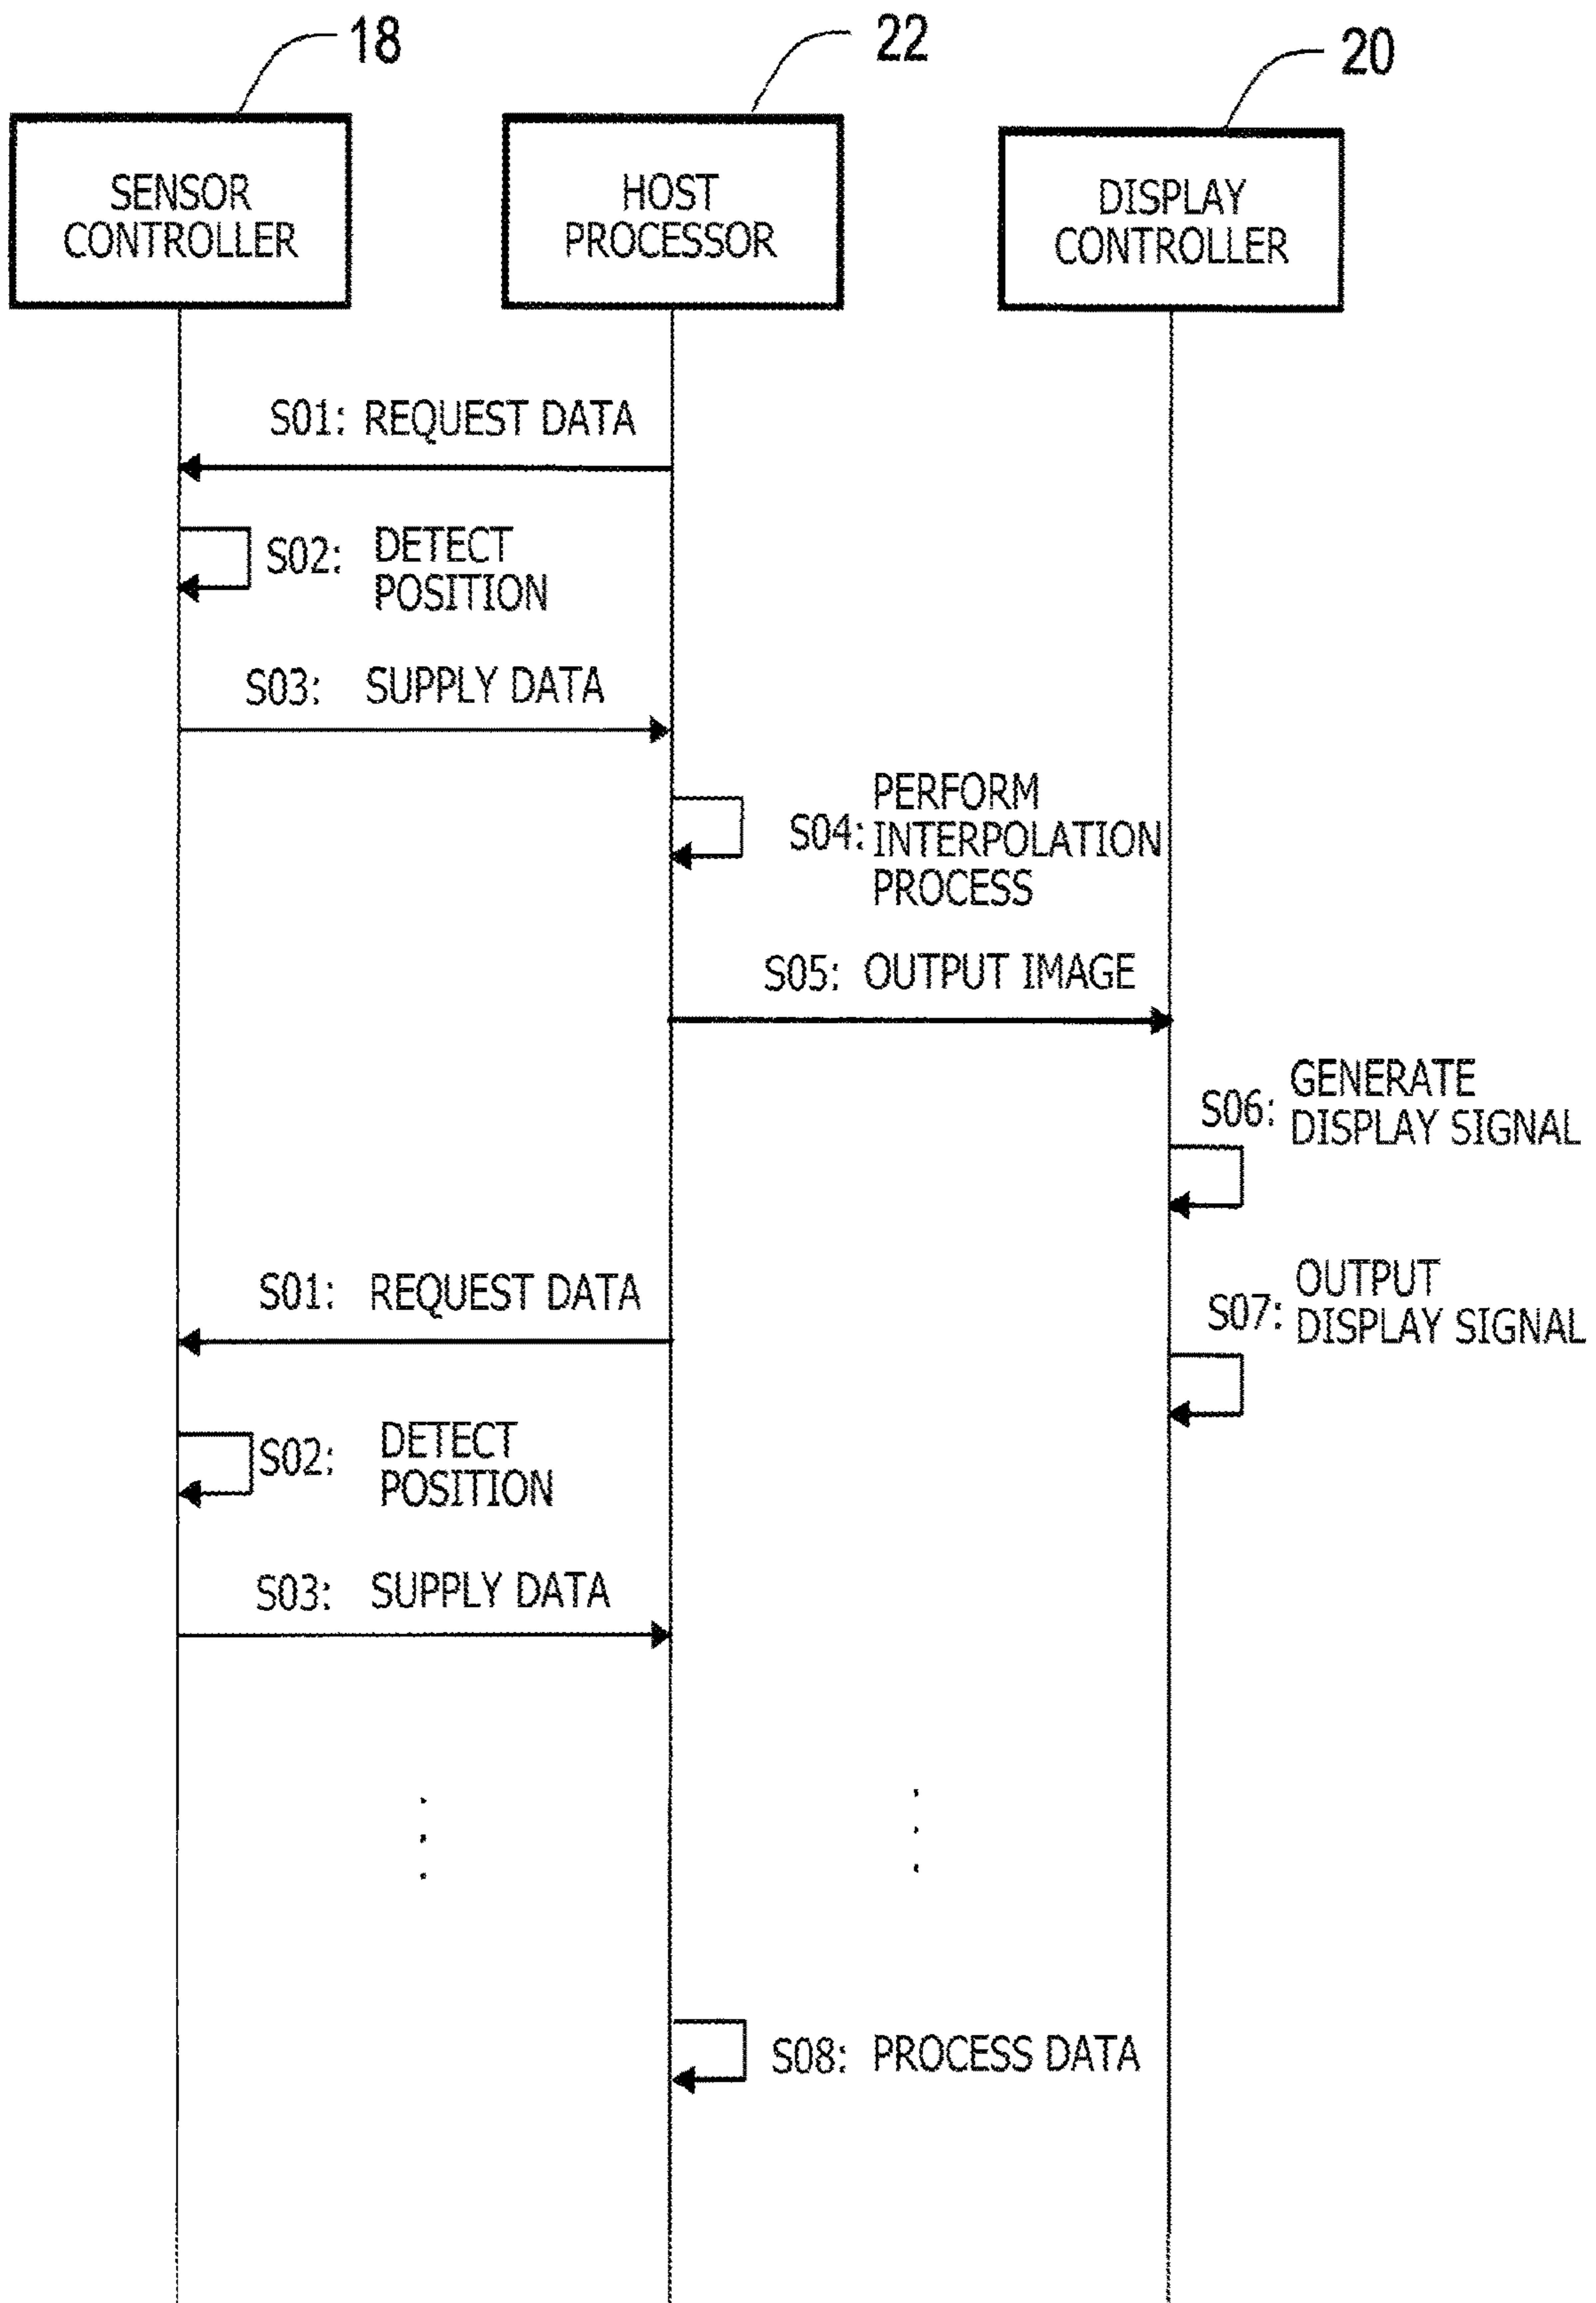 18
22
20
SENSOR
CONTROLLER
HOST
PROCESSOR
DISPLAY
CONTROLLER
S01: REQUEST DATA
S02: DETECT
POSITION
S03: SUPPLY DATA
S04: PERFORM
INTERPOLATION
PROCESS
S05: OUTPUT IMAGE
S06: GENERATE
DISPLAY SIGNAL
S01: REQUEST DATA
S07: OUTPUT
DISPLAY SIGNAL
S02: DETECT
POSITION
S03: SUPPLY DATA
S08: PROCESS DATA